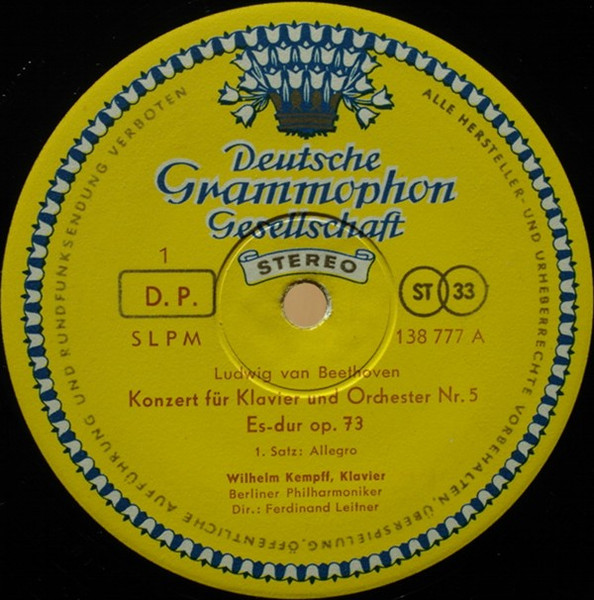 Deutsche
Grammophon
Gesellschaft
STEREO
1
D. P.
ST 33
SLPM
138 777 A
Ludwig van Beethoven
Konzert für Klavier und Orchester Nr. 5
Es-dur op. 73
1. Satz: Allegro
Wilhelm Kempff, Klavier
Berliner Philharmoniker
Dir.: Ferdinand Leitner
ALLE HERSTELLER- UND URHEBERRECHTE VORBEHALTEN, ÜBERSPIELUNG, ÖFFENTLICHE AUFFÜHRUNG UND RUNDFUNKSENDUNG VERBOTEN